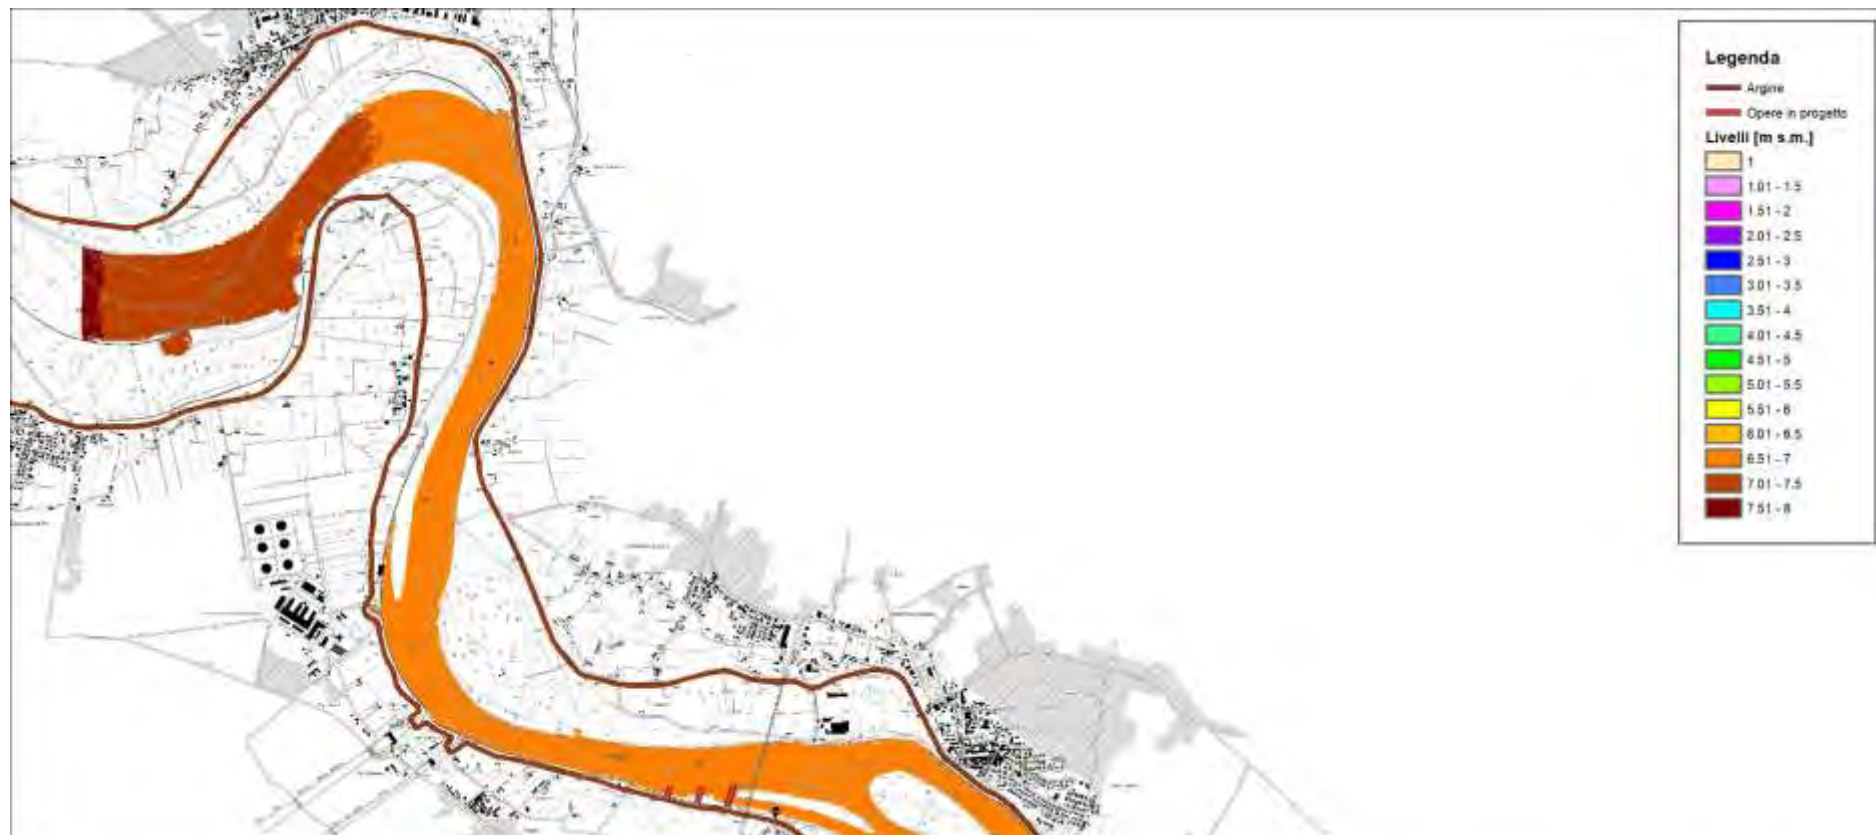 Legenda
Argine
Opere in progetto
Livelli [m s.m.]
1
1.01 - 1.5
1.51 - 2
2.01 - 2.5
2.51 - 3
3.01 - 3.5
3.51 - 4
4.01 - 4.5
4.51 - 5
5.01 - 5.5
5.51 - 6
6.01 - 6.5
6.51 - 7
7.01 - 7.5
7.51 - 8